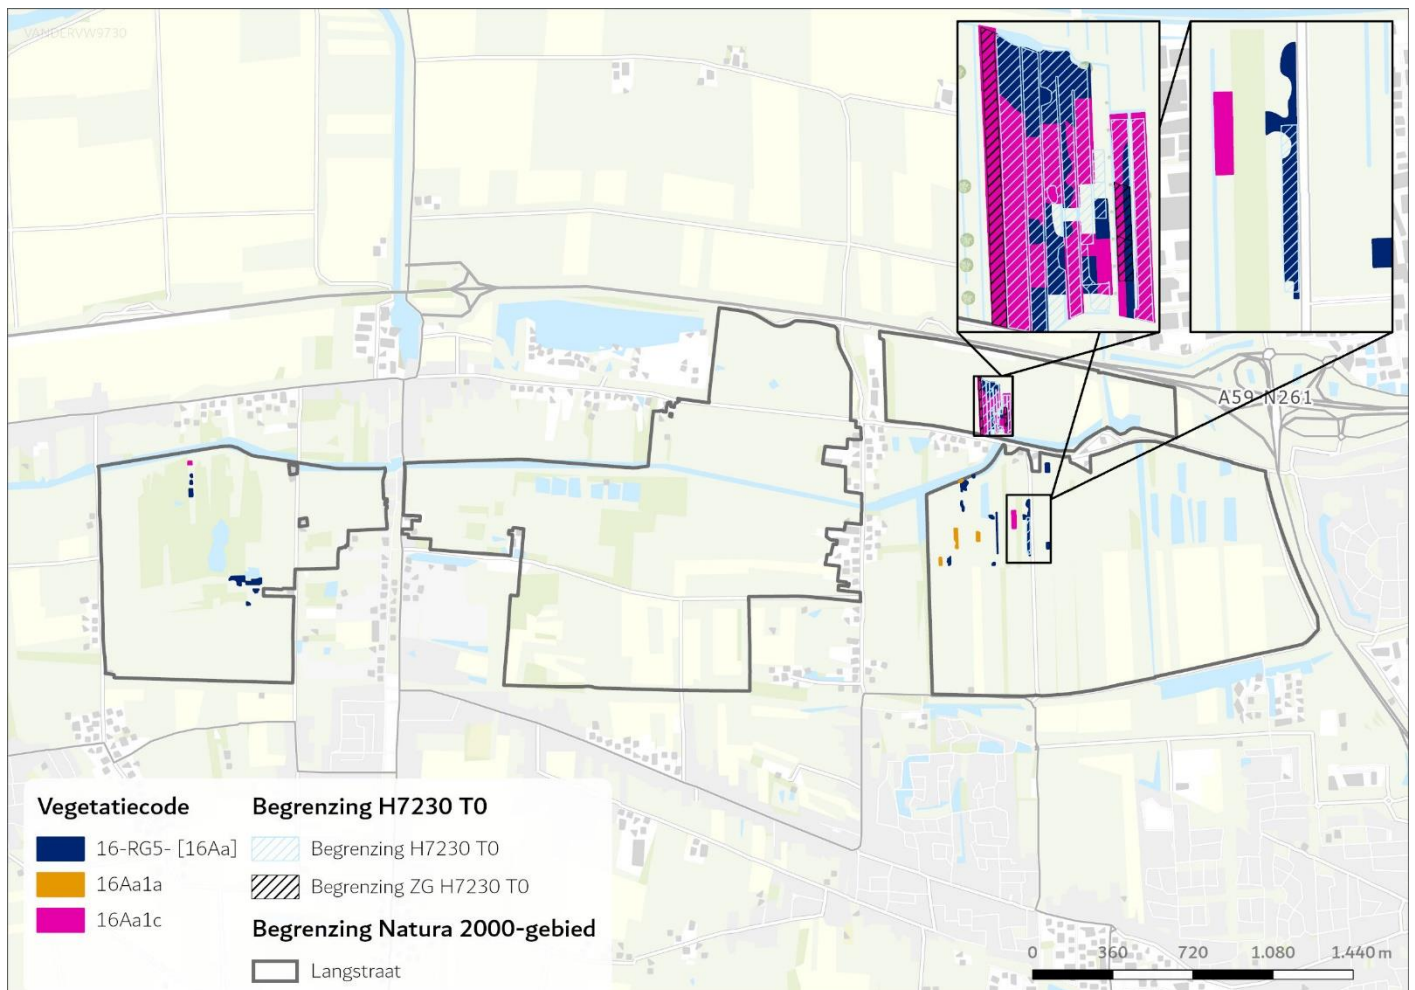 VANDERVW9730
A59-N261
Vegetatiecode
16-RG5- [16Aa]
16Aa1a
16Aa1c
Begrenzing H7230 T0
Begrenzing H7230 T0
Begrenzing ZG H7230 T0
Begrenzing Natura 2000-gebied
Langstraat
0 360 720 1.080 1.440 m